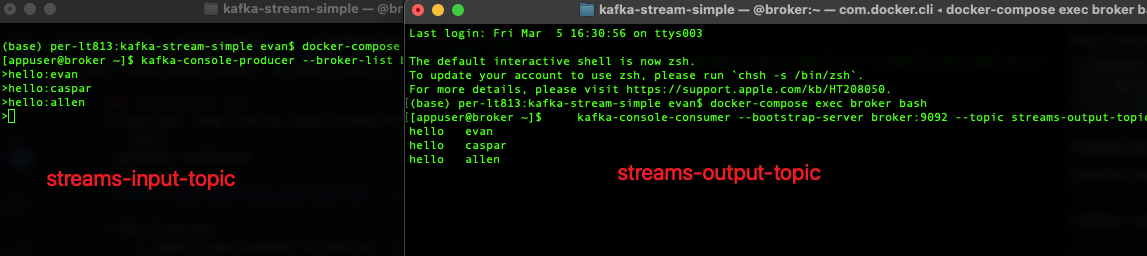 kafka-stream-simple — @br
(base) per-lt813:kafka-stream-simple evan$ docker-compose
[appuser@broker ~]$ kafka-console-producer --broker-list b
>hello:evan
>hello:caspar
>hello:allen
>
streams-input-topic
kafka-stream-simple — @broker:~ — com.docker.cli ◂ docker-compose exec broker ba
Last login: Fri Mar  5 16:30:56 on ttys003
The default interactive shell is now zsh.
To update your account to use zsh, please run `chsh -s /bin/zsh`.
For more details, please visit https://support.apple.com/kb/HT208050.
[(base) per-lt813:kafka-stream-simple evan$ docker-compose exec broker bash
[[appuser@broker ~]$     kafka-console-consumer --bootstrap-server broker:9092 --topic streams-output-topic
hello   evan
hello   caspar
hello   allen
streams-output-topic